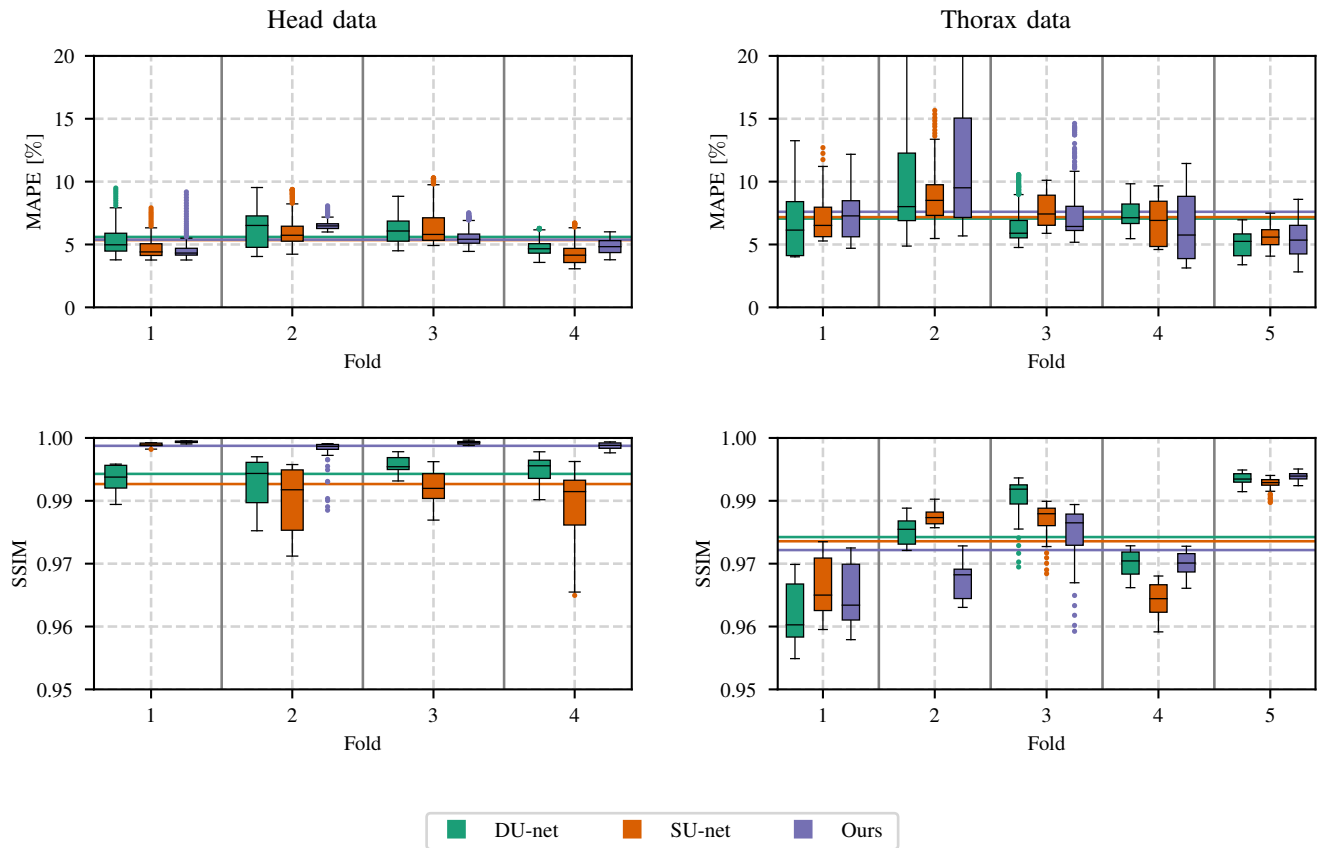 Head data
Thorax data
20
15
10
5
0
MAPE [%]
1 2 3 4
Fold
20
15
10
5
0
MAPE [%]
1 2 3 4 5
Fold
1.00
0.99
0.97
0.96
0.95
SSIM
1 2 3 4
Fold
1.00
0.99
0.97
0.96
0.95
SSIM
1 2 3 4 5
Fold
DU-net SU-net Ours